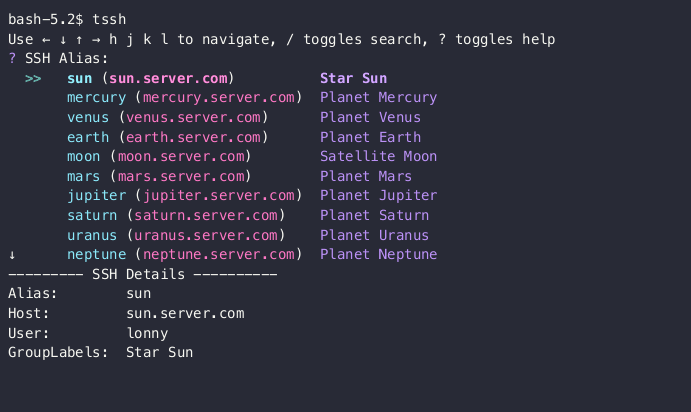 bash-5.2$ tssh
Use ← ↓ ↑ → h j k l to navigate, / toggles search, ? toggles help
? SSH Alias:
>> sun (sun.server.com) Star Sun
mercury (mercury.server.com) Planet Mercury
venus (venus.server.com) Planet Venus
earth (earth.server.com) Planet Earth
moon (moon.server.com) Satellite Moon
mars (mars.server.com) Planet Mars
jupiter (jupiter.server.com) Planet Jupiter
saturn (saturn.server.com) Planet Saturn
uranus (uranus.server.com) Planet Uranus
↓ neptune (neptune.server.com) Planet Neptune
--------- SSH Details ----------
Alias: sun
Host: sun.server.com
User: lonny
GroupLabels: Star Sun